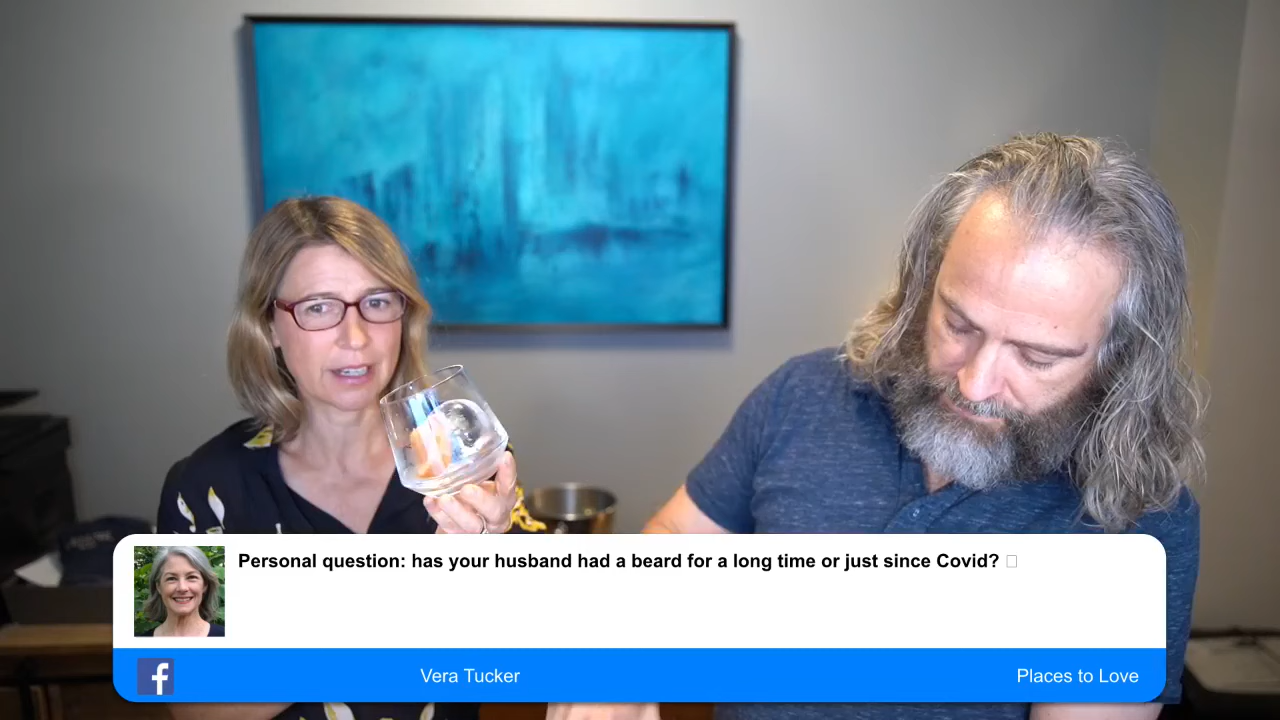 Personal question: has your husband had a beard for a long time or just since Covid? □
f
Vera Tucker
Places to Love